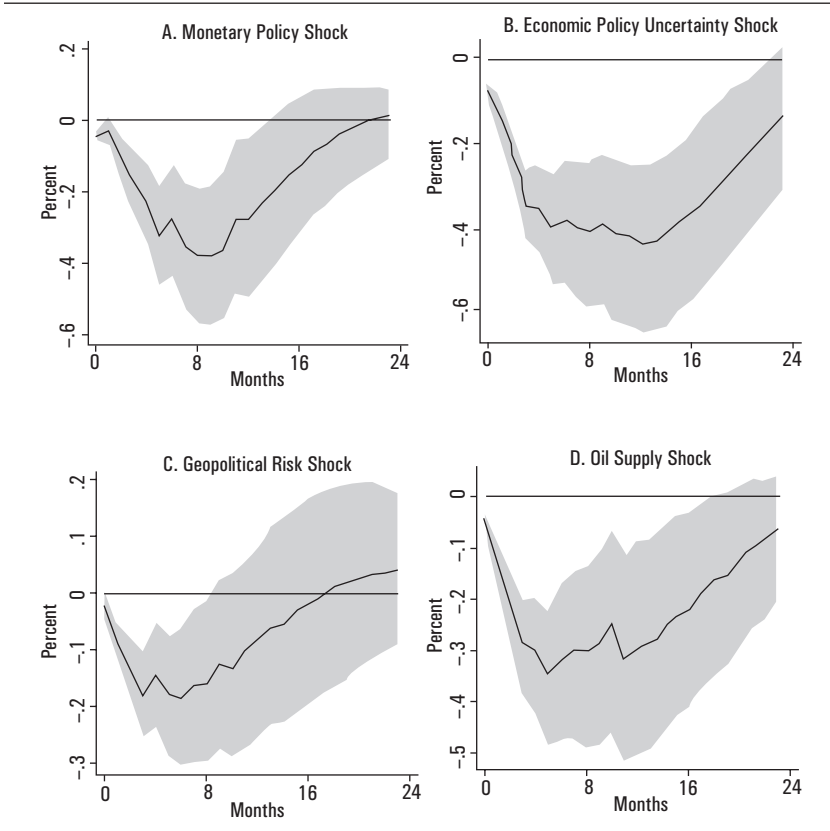 A. Monetary Policy Shock
.2
0
–.2
–.4
–.6
Percent
0 8 16 24
Months
B. Economic Policy Uncertainty Shock
0
–.2
–.4
–.6
Percent
0 8 16 24
Months
C. Geopolitical Risk Shock
.2
.1
0
–.1
–.2
–.3
Percent
0 8 16 24
Months
D. Oil Supply Shock
0
–.1
–.2
–.3
–.4
–.5
Percent
0 8 16 24
Months